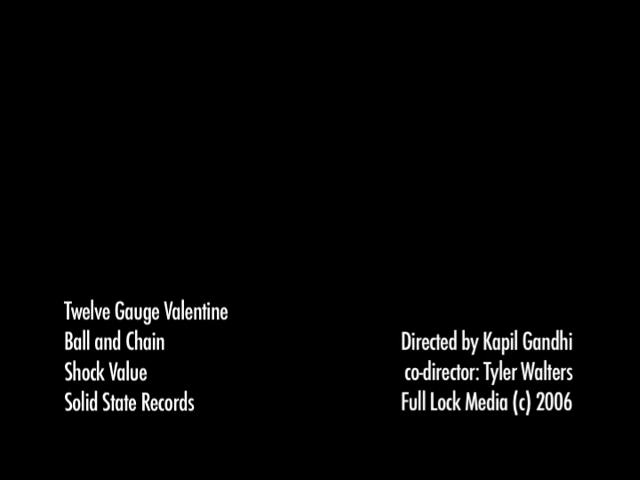 Twelve Gauge Valentine
Ball and Chain
Shock Value
Solid State Records
Directed by Kapil Gandhi
co-director: Tyler Walters
Full Lock Media (c) 2006